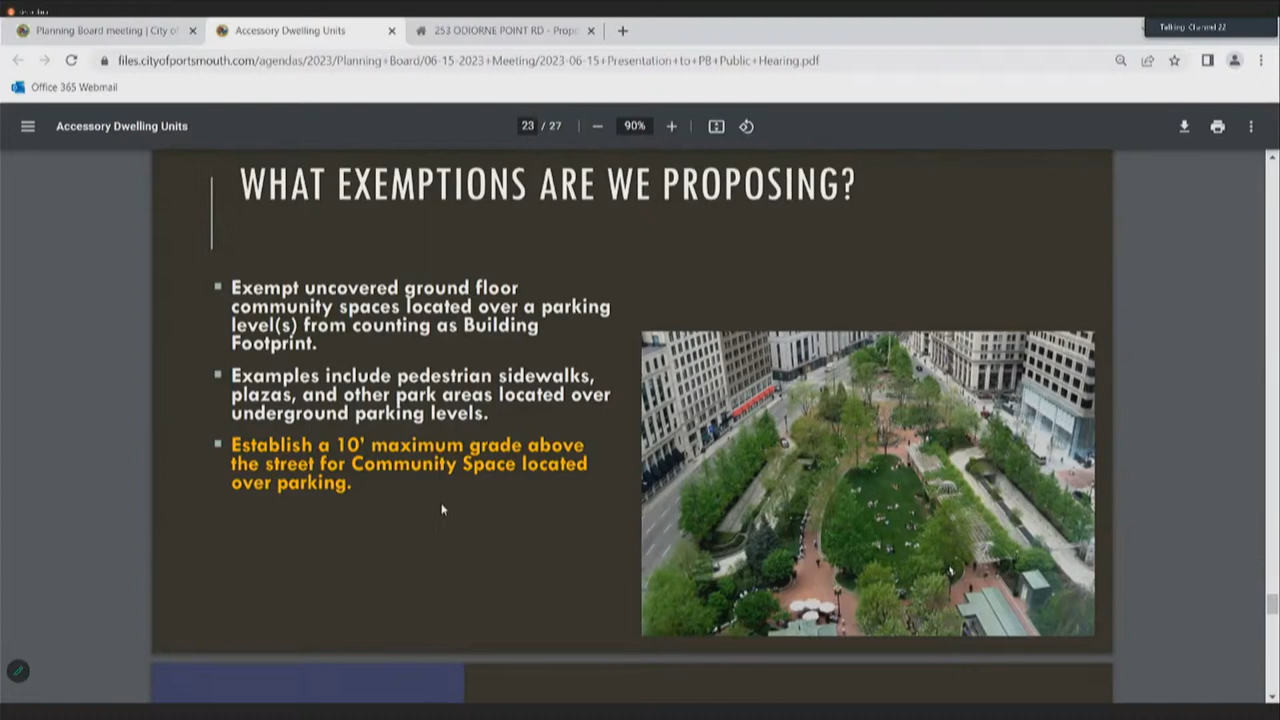 Planning Board meeting | City of
Accessory Dwelling Units
253 ODIORNE POINT RD - Prop
Talking: Channel 22
files.cityofportsmouth.com/agendas/2023/Planning+Board/06-15-2023+Meeting/2023-06-15+Presentation+to+PB+Public+Hearing.pdf
Office 365 Webmail
Accessory Dwelling Units
23 / 27
90%
WHAT EXEMPTIONS ARE WE PROPOSING?
Exempt uncovered ground floor
community spaces located over a parking
level(s) from counting as Building
Footprint.
Examples include pedestrian sidewalks,
plazas, and other park areas located over
underground parking levels.
Establish a 10' maximum grade above
the street for Community Space located
over parking.